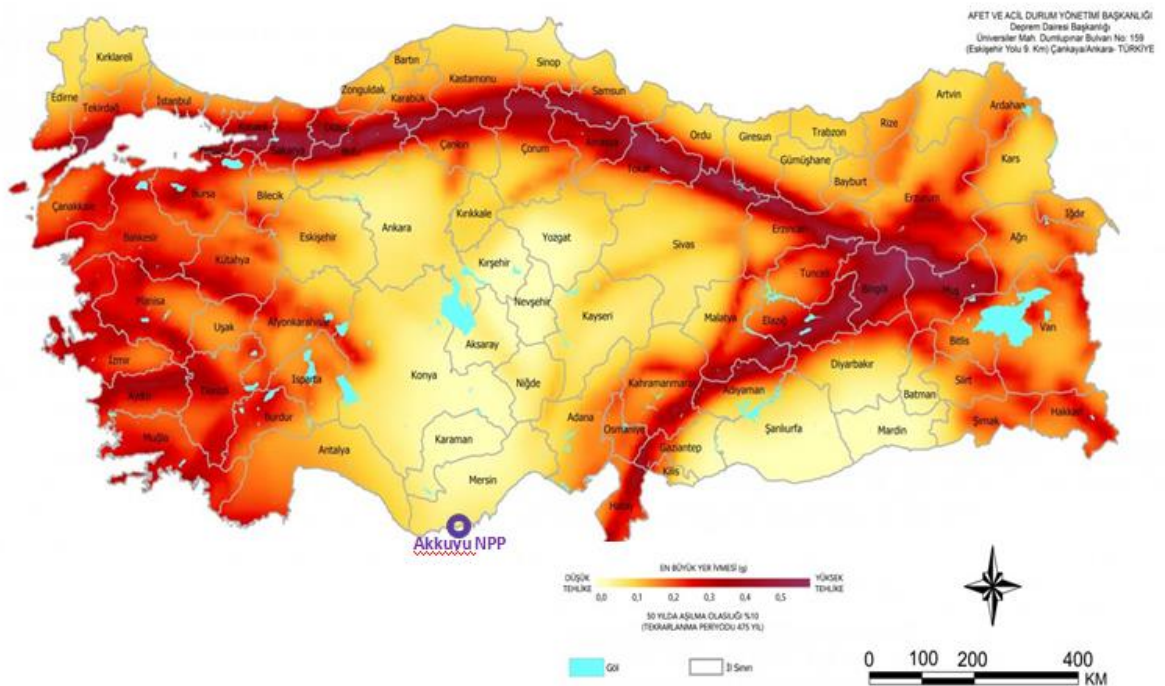 AFET VE ACİL DURUM YÖNETİMİ BAŞKANLIĞI
Deprem Dairesi Başkanlığı
Üniversiler Mah. Dumlupınar Bulvarı No: 159
(Eskişehir Yolu 9. Km) Çankaya/Ankara- TÜRKİYE
Kırklareli
Edirne
Tekirdağ
İstanbul
Bartın
Zonguldak
Karabük
Kastamonu
Sinop
Samsun
Ordu
Giresun
Trabzon
Rize
Artvin
Ardahan
Kars
Gümüşhane
Bayburt
Erzurum
Iğdır
Ağrı
Çankırı
Çorum
Amasya
Tokat
Çanakkale
Bursa
Bilecik
Balıkesir
Kütahya
Eskişehir
Ankara
Kırıkkale
Yozgat
Sivas
Erzincan
Tunceli
Bingöl
Muş
Kırşehir
Nevşehir
Kayseri
Malatya
Elazığ
Bitlis
Van
Manisa
Uşak
Afyonkarahisar
Aksaray
İzmir
Aydın
Denizli
Isparta
Burdur
Konya
Niğde
Kahramanmaraş
Adıyaman
Diyarbakır
Batman
Siirt
Şırnak
Hakkari
Muğla
Antalya
Karaman
Mersin
Adana
Osmaniye
Gaziantep
Kilis
Hatay
Şanlıurfa
Mardin
Akkuyu NPP
EN BÜYÜK YER İVMESİ (g)
DÜŞÜK
TEHLİKE
YÜKSEK
TEHLİKE
0,0 0,1 0,2 0,3 0,4 0,5
50 YILDA AŞILMA OLASILIĞI %10
(TEKRARLANMA PERİYODU 475 YIL)
Göl
İl Sınırı
0 100 200 400
KM